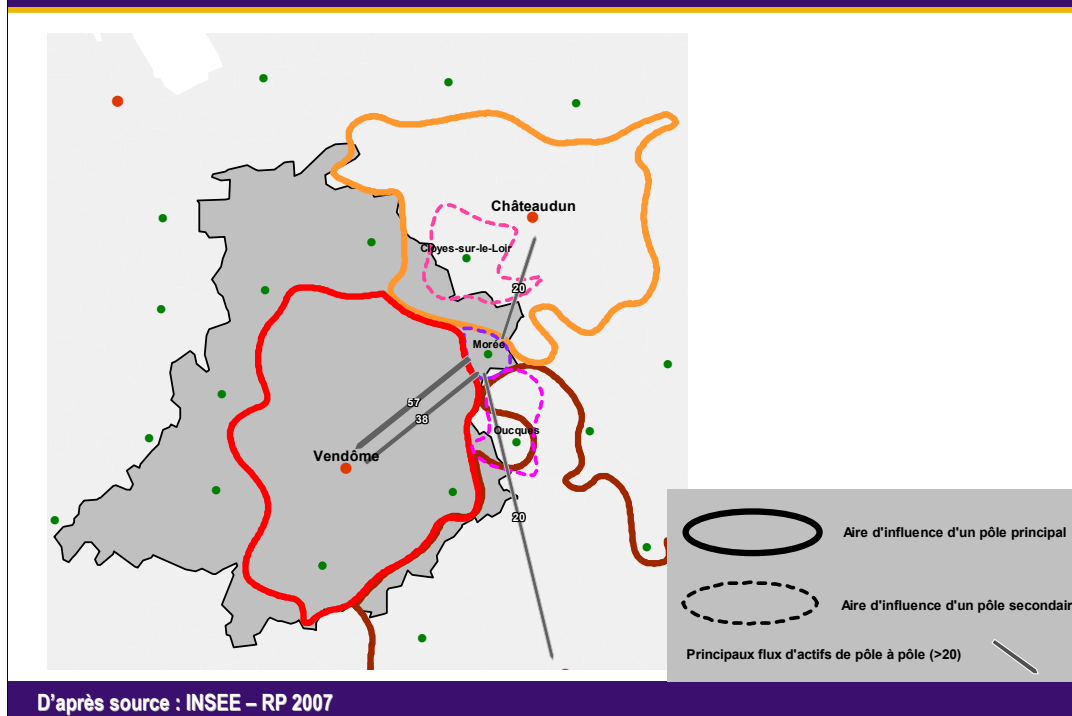 Châteaudun
Cloyes-sur-le-Loir
20
Morée
57
38
Oucques
Vendôme
20
Aire d'influence d'un pôle principal
Aire d'influence d'un pôle secondair
Principaux flux d'actifs de pôle à pôle (>20)
D'après source : INSEE – RP 2007